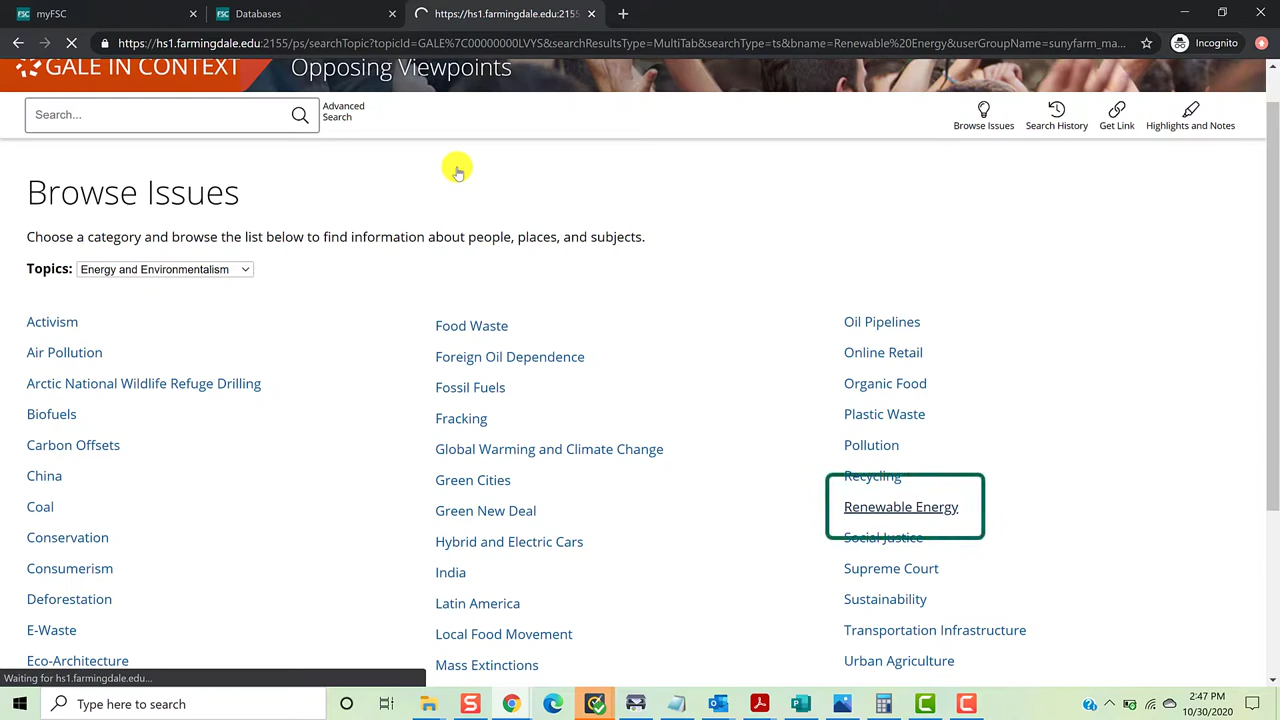 FSC myFSC
FSC Databases
https://hs1.farmingdale.edu:2155
https://hs1.farmingdale.edu:2155/ps/searchTopic?topicId=GALE%7C00000000LVYS&searchResultsType=MultiTab&searchType=ts&bname=Renewable%20Energy&userGroupName=sunyfarm_ma...
Incognito
GALE IN CONTEXT
Opposing Viewpoints
Search...
Advanced
Search
Browse Issues
Search History
Get Link
Highlights and Notes
Browse Issues
Choose a category and browse the list below to find information about people, places, and subjects.
Topics: Energy and Environmentalism
Activism
Air Pollution
Arctic National Wildlife Refuge Drilling
Biofuels
Carbon Offsets
China
Coal
Conservation
Consumerism
Deforestation
E-Waste
Eco-Architecture
Food Waste
Foreign Oil Dependence
Fossil Fuels
Fracking
Global Warming and Climate Change
Green Cities
Green New Deal
Hybrid and Electric Cars
India
Latin America
Local Food Movement
Mass Extinctions
Oil Pipelines
Online Retail
Organic Food
Plastic Waste
Pollution
Recycling
Renewable Energy
Social Justice
Supreme Court
Sustainability
Transportation Infrastructure
Urban Agriculture
Waiting for hs1.farmingdale.edu...
Type here to search
2:47 PM
10/30/2020